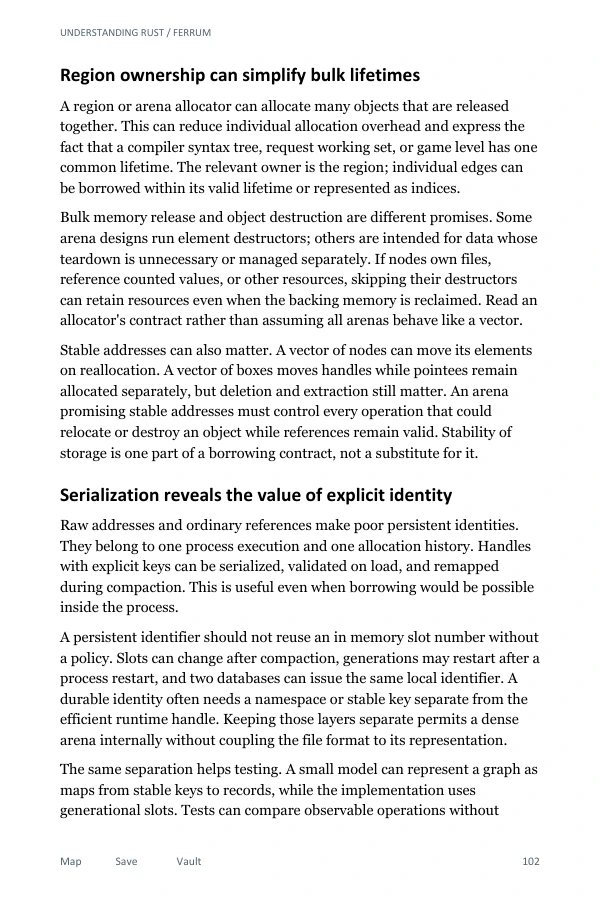 UNDERSTANDING RUST / FERRUM
Region ownership can simplify bulk lifetimes
A region or arena allocator can allocate many objects that are released
together. This can reduce individual allocation overhead and express the
fact that a compiler syntax tree, request working set, or game level has one
common lifetime. The relevant owner is the region; individual edges can
be borrowed within its valid lifetime or represented as indices.
Bulk memory release and object destruction are different promises. Some
arena designs run element destructors; others are intended for data whose
teardown is unnecessary or managed separately. If nodes own files,
reference counted values, or other resources, skipping their destructors
can retain resources even when the backing memory is reclaimed. Read an
allocator's contract rather than assuming all arenas behave like a vector.
Stable addresses can also matter. A vector of nodes can move its elements
on reallocation. A vector of boxes moves handles while pointees remain
allocated separately, but deletion and extraction still matter. An arena
promising stable addresses must control every operation that could
relocate or destroy an object while references remain valid. Stability of
storage is one part of a borrowing contract, not a substitute for it.
Serialization reveals the value of explicit identity
Raw addresses and ordinary references make poor persistent identities.
They belong to one process execution and one allocation history. Handles
with explicit keys can be serialized, validated on load, and remapped
during compaction. This is useful even when borrowing would be possible
inside the process.
A persistent identifier should not reuse an in memory slot number without
a policy. Slots can change after compaction, generations may restart after a
process restart, and two databases can issue the same local identifier. A
durable identity often needs a namespace or stable key separate from the
efficient runtime handle. Keeping those layers separate permits a dense
arena internally without coupling the file format to its representation.
The same separation helps testing. A small model can represent a graph as
maps from stable keys to records, while the implementation uses
generational slots. Tests can compare observable operations without
Map Save Vault 102